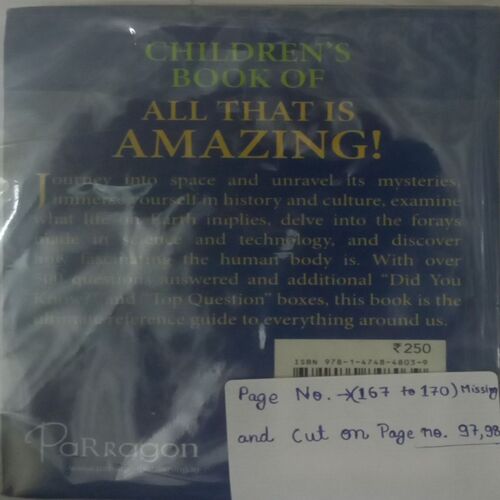 CHILDREN'S
BOOK OF
ALL THAT IS
AMAZING!
Journey into space and unravel its mysteries,
immerse yourself in history and culture, examine
what life on Earth implies, delve into the forays
made in science and technology, and discover
how fascinating the human body is. With over
500 questions answered and additional "Did You
Know?" and "Top Question" boxes, this book is the
ultimate reference guide to everything around us.
₹250
ISBN 978-1-4748-4803-9
Page No. → (167 to 170) Missing
and cut on Page no. 97,98
PaRragon